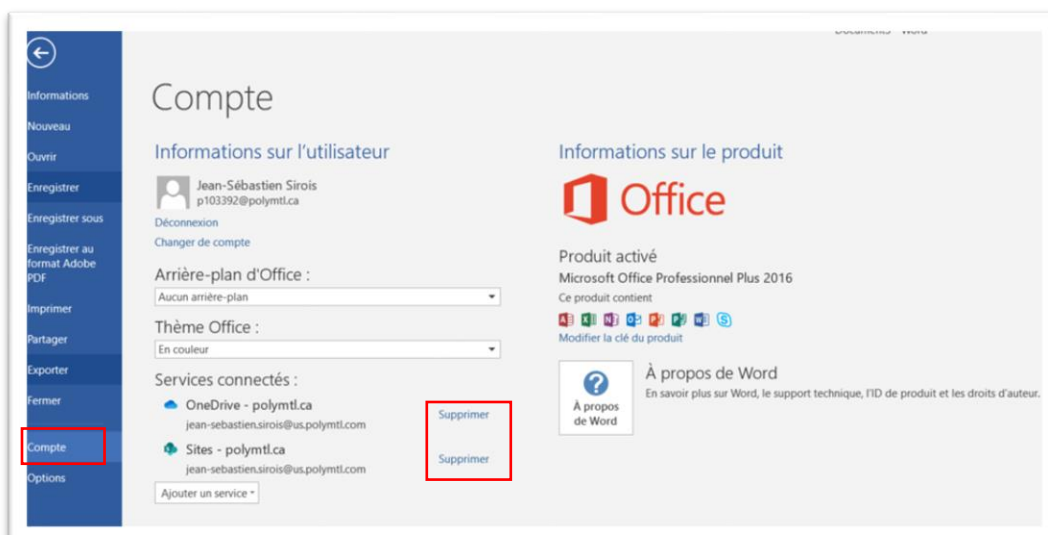 Informations
Nouveau
Ouvrir
Enregistrer
Enregistrer sous
Enregistrer au
format Adobe
PDF
Imprimer
Partager
Exporter
Fermer
Compte
Options
Compte
Informations sur l'utilisateur
Jean-Sébastien Sirois
p103392@polymtl.ca
Déconnexion
Changer de compte
Arrière-plan d'Office :
Aucun arrière-plan
Thème Office :
En couleur
Services connectés :
OneDrive - polymtl.ca
jean-sebastien.sirois@us.polymtl.com
Supprimer
Sites - polymtl.ca
jean-sebastien.sirois@us.polymtl.com
Supprimer
Ajouter un service
Informations sur le produit
Office
Produit activé
Microsoft Office Professionnel Plus 2016
Ce produit contient
Modifier la clé du produit
À propos
de Word
À propos de Word
En savoir plus sur Word, le support technique, l'ID de produit et les droits d'auteur.